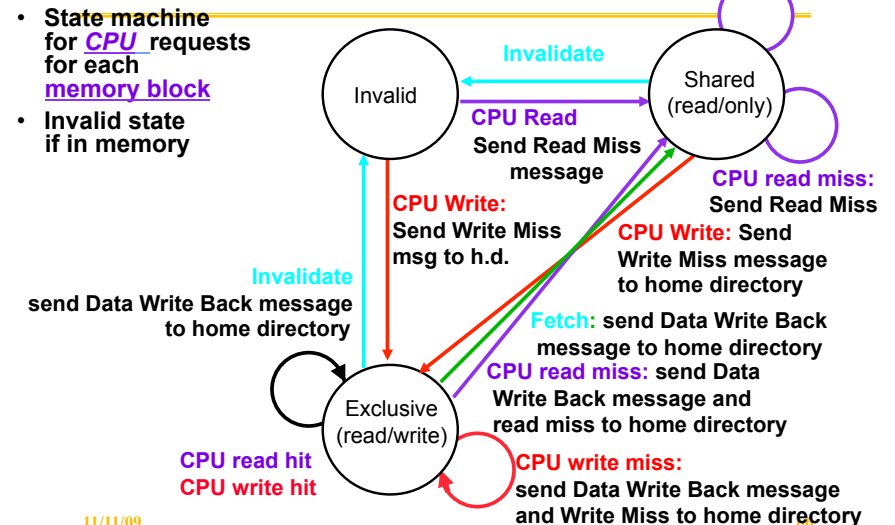 • State machine
for CPU requests
for each
memory block
• Invalid state
if in memory
Invalidate
Invalid
Shared
(read/only)
CPU Read
Send Read Miss
message
CPU read miss:
Send Read Miss
CPU Write:
Send Write Miss
msg to h.d.
CPU Write: Send
Write Miss message
to home directory
Invalidate
send Data Write Back message
to home directory
Fetch: send Data Write Back
message to home directory
CPU read miss: send Data
Write Back message and
read miss to home directory
Exclusive
(read/write)
CPU read hit
CPU write hit
CPU write miss:
send Data Write Back message
and Write Miss to home directory
11/11/09